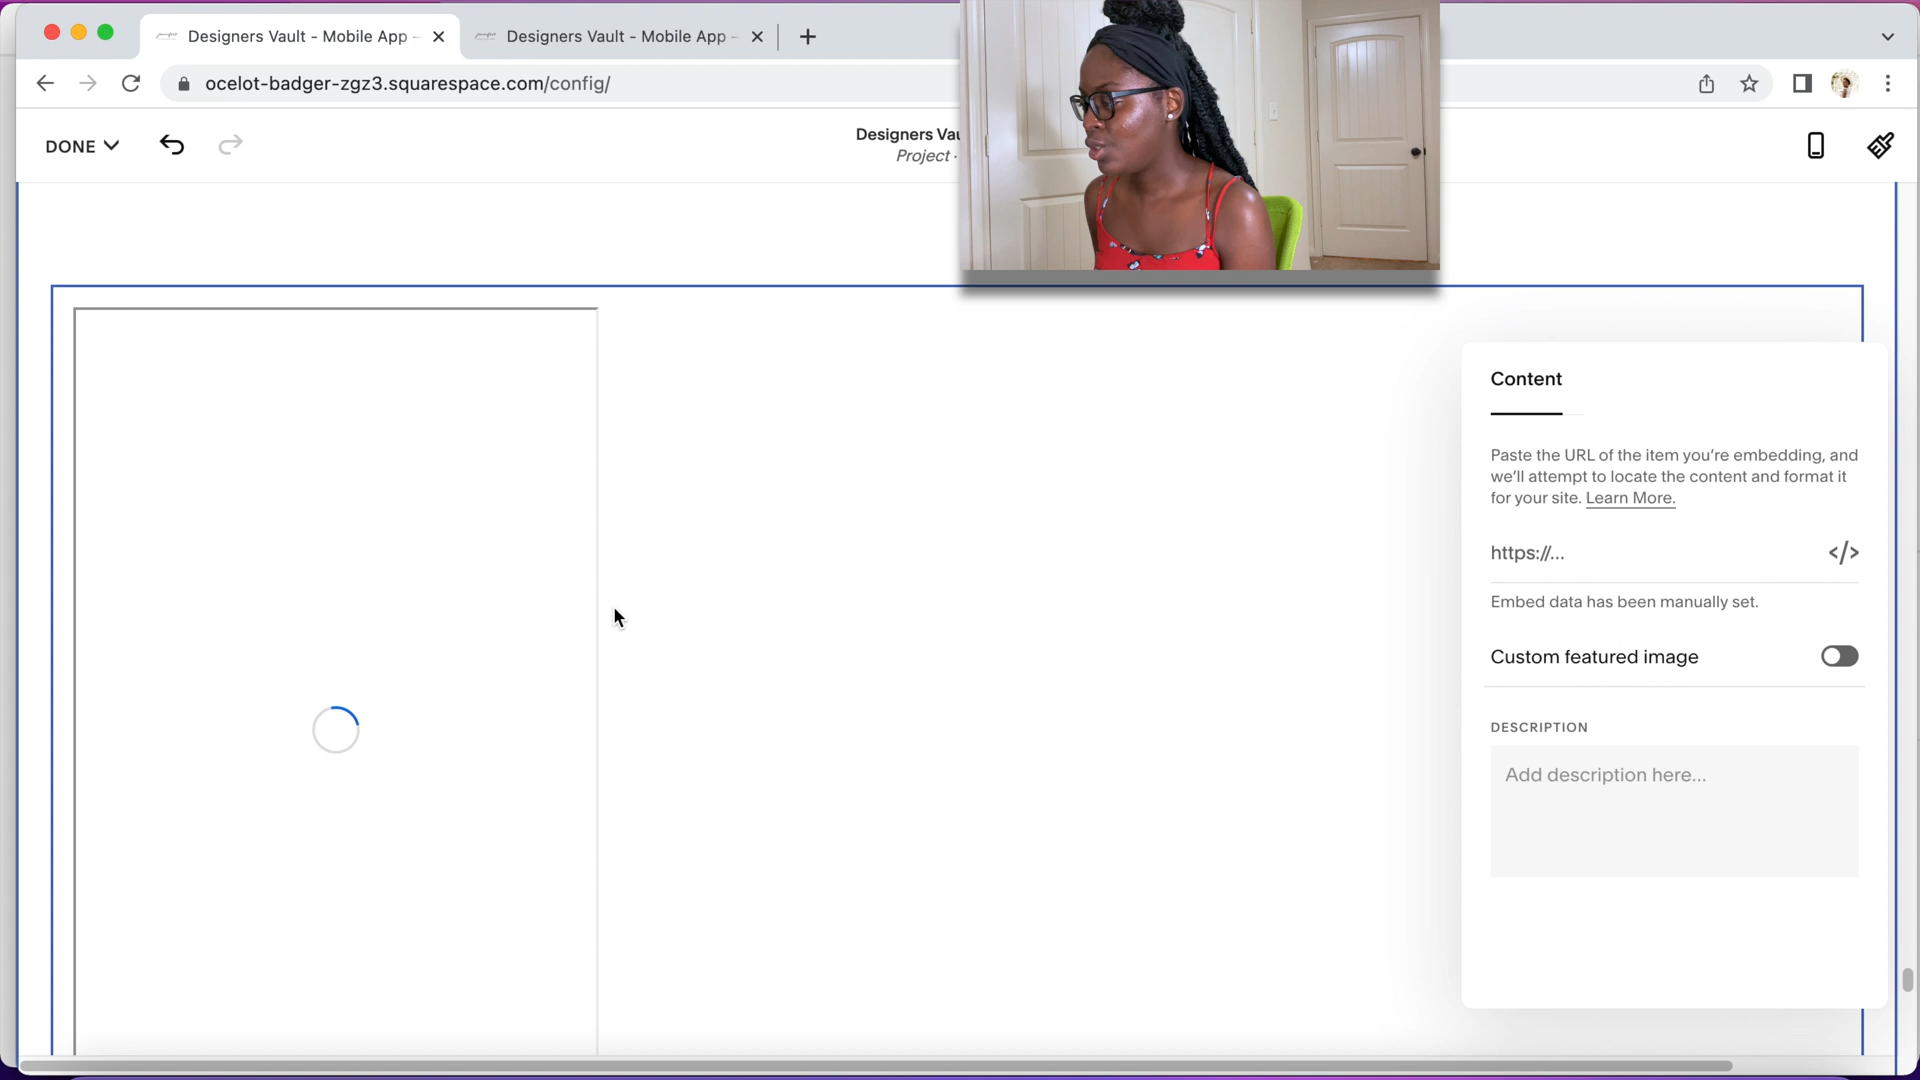 Designers Vault - Mobile App -
Designers Vault - Mobile App -
ocelot-badger-zgz3.squarespace.com/config/
DONE
Designers Vau
Project ·
Content
Paste the URL of the item you’re embedding, and
we’ll attempt to locate the content and format it
for your site. Learn More.
https://...
</>
Embed data has been manually set.
Custom featured image
DESCRIPTION
Add description here...